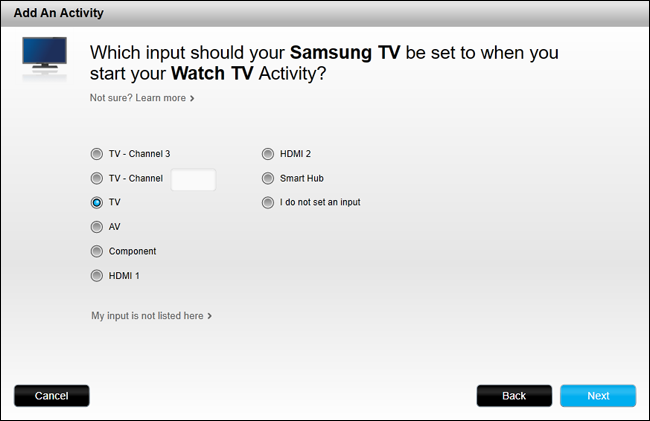 Add An Activity
Which input should your Samsung TV be set to when you
start your Watch TV Activity?
Not sure? Learn more >
TV - Channel 3
TV - Channel
TV
AV
Component
HDMI 1
HDMI 2
Smart Hub
I do not set an input
My input is not listed here >
Cancel
Back
Next